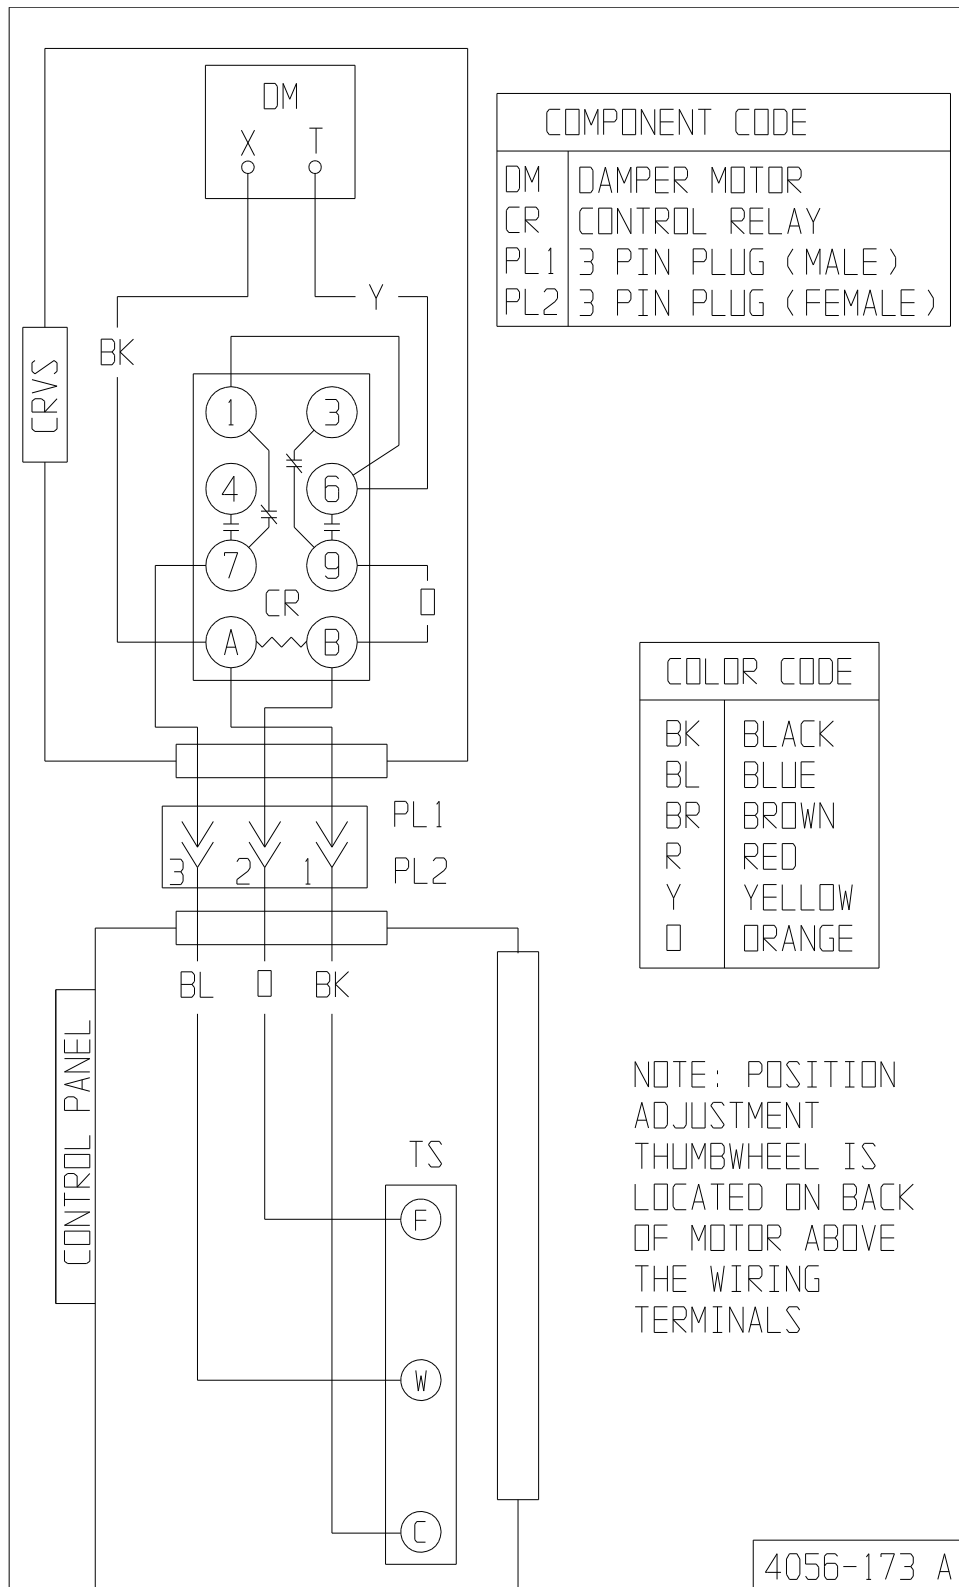 DM
X T
COMPONENT CODE
DM DAMPER MOTOR
CR CONTROL RELAY
PL1 3 PIN PLUG (MALE)
PL2 3 PIN PLUG (FEMALE)
Y
BK
CRVS
1 3
4 6
7 9
CR
O
A B
COLOR CODE
BK BLACK
BL BLUE
BR BROWN
R RED
Y YELLOW
O ORANGE
PL1
3 2 1 PL2
BL O BK
CONTROL PANEL
NOTE: POSITION
ADJUSTMENT
THUMBWHEEL IS
LOCATED ON BACK
OF MOTOR ABOVE
THE WIRING
TERMINALS
TS
F
W
C
4056-173 A